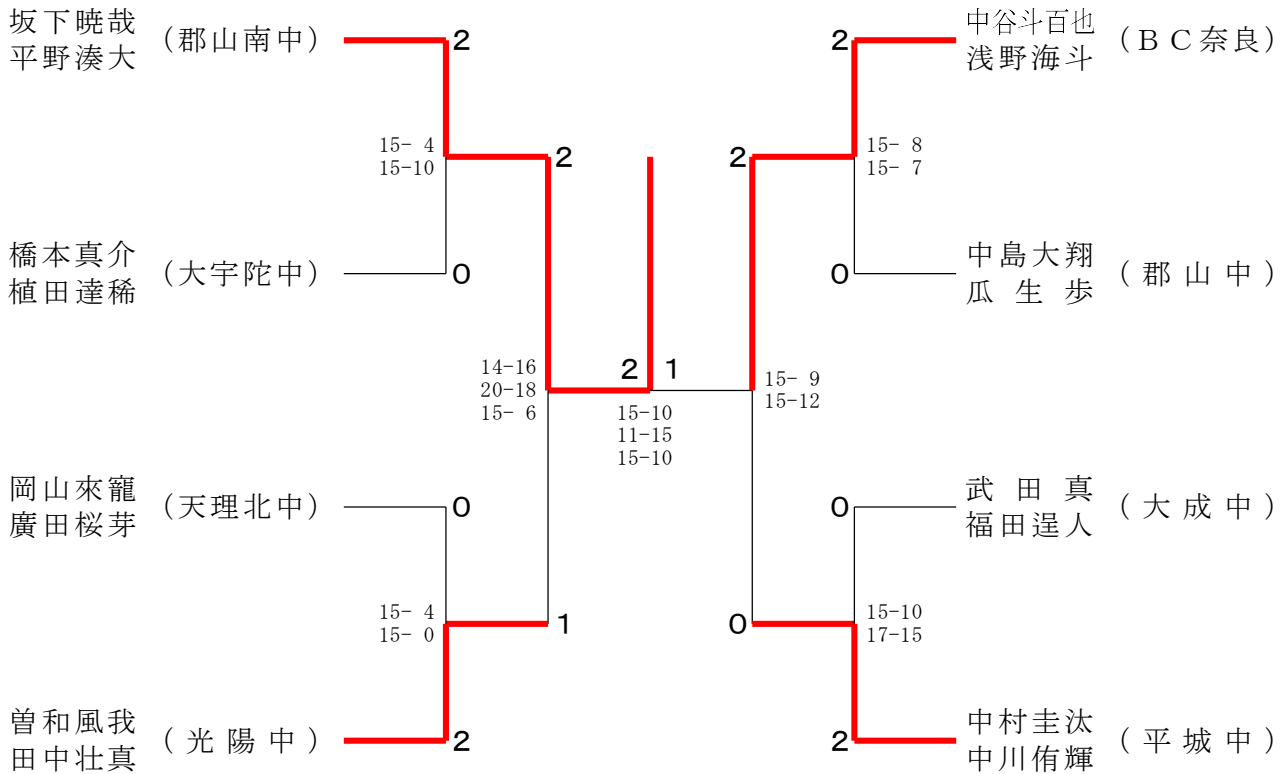 坂下暁哉
平野湊大
（郡山南中）
2
15- 4
15-10
2
橋本真介
植田達稀
（大宇陀中）
0
14-16
20-18
15- 6
岡山來寵
廣田桜芽
（天理北中）
0
15- 4
15- 0
1
曽和風我
田中壮真
（光陽中）
2
2 1
15-10
11-15
15-10
2
中谷斗百也
浅野海斗
（ＢＣ奈良）
2
15- 8
15- 7
0
中島大翔
瓜生歩
（郡山中）
15- 9
15-12
0
武田真
福田逞人
（大成中）
0
15-10
17-15
2
中村圭汰
中川侑輝
（平城中）